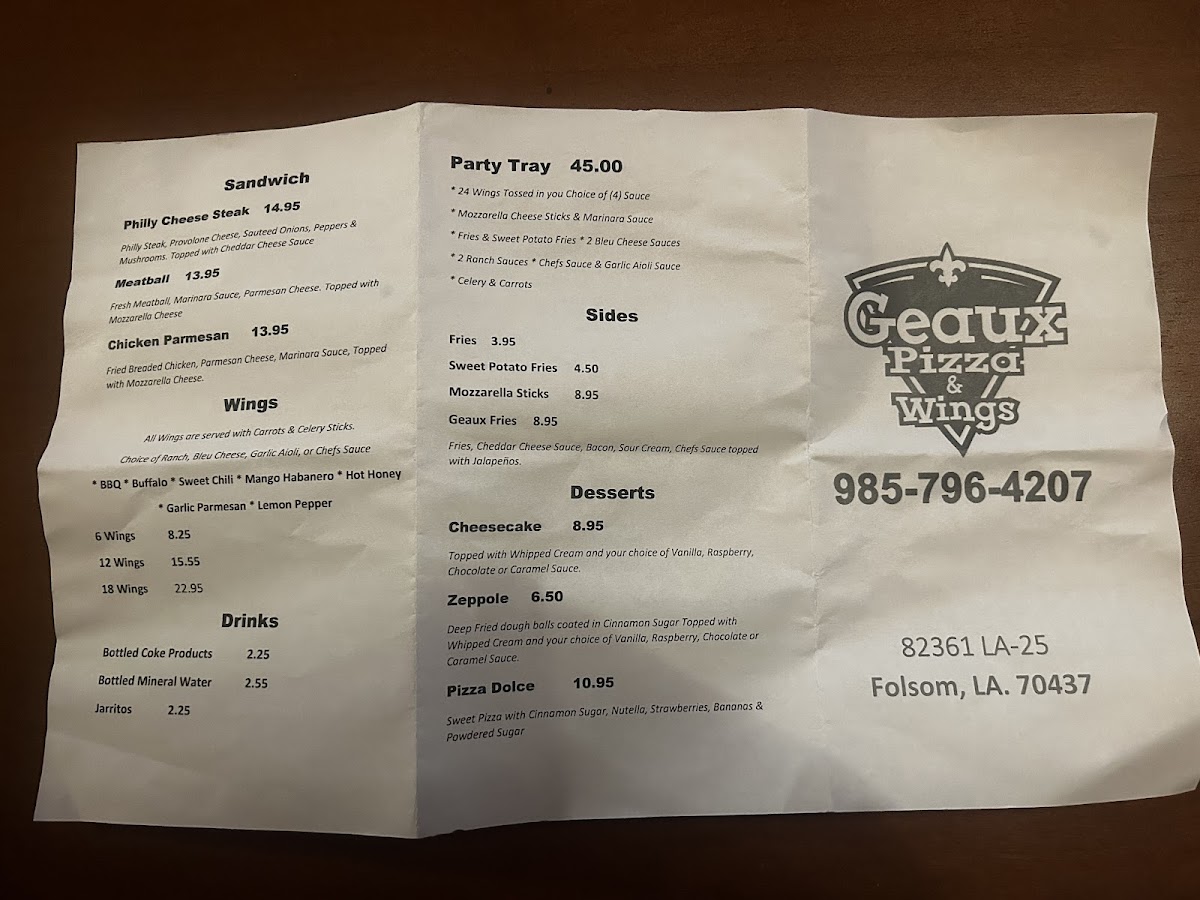 Sandwich
Philly Cheese Steak 14.95
Philly Steak, Provolone Cheese, Sauteed Onions, Peppers &
Mushrooms. Topped with Cheddar Cheese Sauce
Meatball 13.95
Fresh Meatball, Marinara Sauce, Parmesan Cheese. Topped with
Mozzarella Cheese
Chicken Parmesan 13.95
Fried Breaded Chicken, Parmesan Cheese, Marinara Sauce, Topped
with Mozzarella Cheese.
Wings
All Wings are served with Carrots & Celery Sticks.
Choice of Ranch, Bleu Cheese, Garlic Aioli, or Chefs Sauce
* BBQ * Buffalo * Sweet Chili * Mango Habanero * Hot Honey
* Garlic Parmesan * Lemon Pepper
6 Wings 8.25
12 Wings 15.55
18 Wings 22.95
Drinks
Bottled Coke Products 2.25
Bottled Mineral Water 2.55
Jarritos 2.25
Party Tray 45.00
* 24 Wings Tossed in you Choice of (4) Sauce
* Mozzarella Cheese Sticks & Marinara Sauce
* Fries & Sweet Potato Fries * 2 Bleu Cheese Sauces
* 2 Ranch Sauces * Chefs Sauce & Garlic Aioli Sauce
* Celery & Carrots
Sides
Fries 3.95
Sweet Potato Fries 4.50
Mozzarella Sticks 8.95
Geaux Fries 8.95
Fries, Cheddar Cheese Sauce, Bacon, Sour Cream, Chefs Sauce topped
with Jalapeños.
Desserts
Cheesecake 8.95
Topped with Whipped Cream and your choice of Vanilla, Raspberry,
Chocolate or Caramel Sauce.
Zeppole 6.50
Deep Fried dough balls coated in Cinnamon Sugar Topped with
Whipped Cream and your choice of Vanilla, Raspberry, Chocolate or
Caramel Sauce.
Pizza Dolce 10.95
Sweet Pizza with Cinnamon Sugar, Nutella, Strawberries, Bananas &
Powdered Sugar
Geaux
Pizza
&
Wings
985-796-4207
82361 LA-25
Folsom, LA. 70437